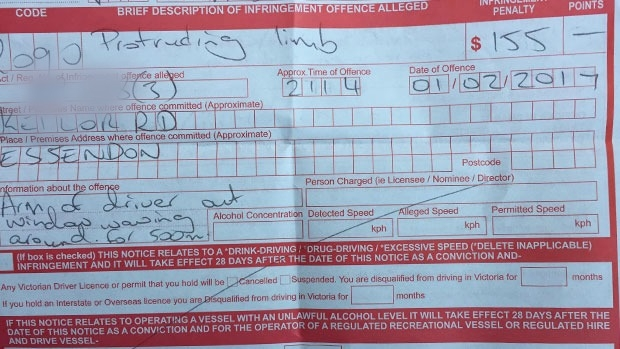 CODE BRIEF DESCRIPTION OF INFRINGEMENT OFFENCE ALLEGED INFRINGEMENT PENALTY POINTS
Protruding limb $155 —
offence alleged Approx. Time of Offence Date of Offence
(3) 2114 01/02/2017
Name where offence committed (Approximate)
KEILOR RD
Place / Premises Address where offence committed (Approximate)
ESSENDON
Postcode
Information about the offence Person Charged (ie Licensee / Nominee / Director)
Arm of driver out
window waving
around. for 500m
Alcohol Concentration Detected Speed Alleged Speed Permitted Speed
kph kph kph
(If box is checked) THIS NOTICE RELATES TO A *DRINK-DRIVING / *DRUG-DRIVING / *EXCESSIVE SPEED (*DELETE INAPPLICABLE)
INFRINGEMENT AND IT WILL TAKE EFFECT 28 DAYS AFTER THE DATE OF THIS NOTICE AS A CONVICTION AND-
Any Victorian Driver Licence or permit that you hold will be Cancelled Suspended. You are disqualified from driving in Victoria for months
If you hold an Interstate or Overseas licence you are Disqualified from driving in Victoria for months
IF THIS NOTICE RELATES TO OPERATING A VESSEL WITH AN UNLAWFUL ALCOHOL LEVEL IT WILL TAKE EFFECT 28 DAYS AFTER THE
DATE OF THIS NOTICE AS A CONVICTION AND FOR THE OPERATOR OF A REGULATED RECREATIONAL VESSEL OR REGULATED HIRE
AND DRIVE VESSEL-